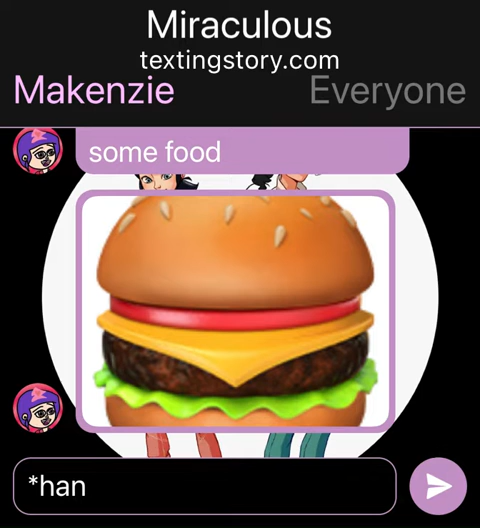 Miraculous
textingstory.com
Makenzie
Everyone
some food
*han